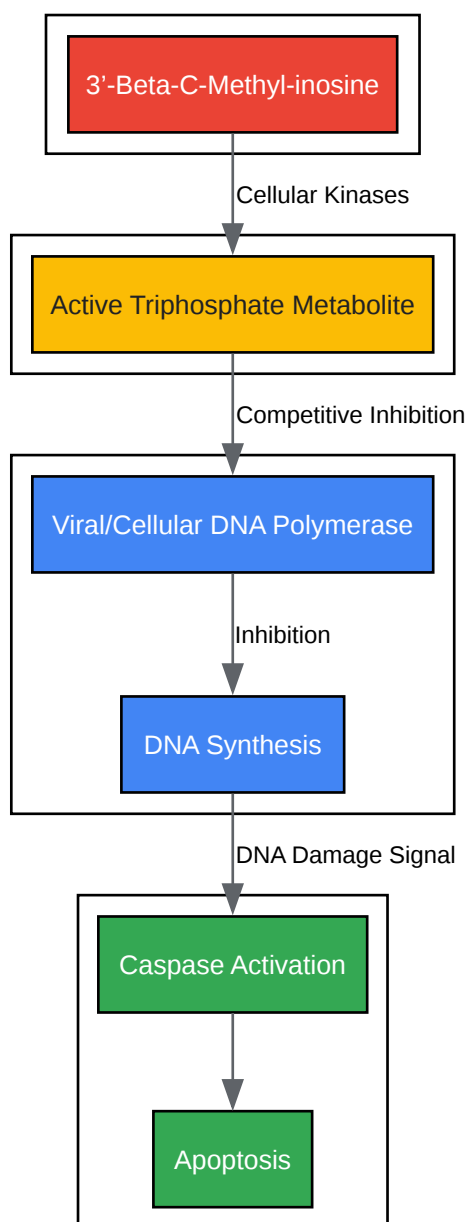 3’-Beta-C-Methyl-inosine
Cellular Kinases
Active Triphosphate Metabolite
Competitive Inhibition
Viral/Cellular DNA Polymerase
Inhibition
DNA Synthesis
DNA Damage Signal
Caspase Activation
Apoptosis